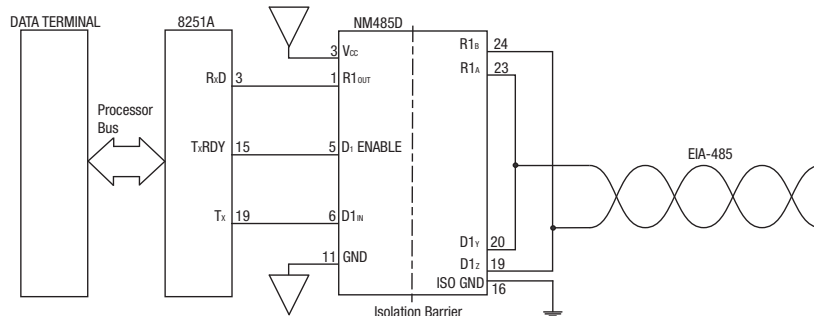 DATA TERMINAL
8251A
NM485D
3 VCC
R1B 24
R1A 23
RXD 3
1 R1OUT
Processor
Bus
TXRDY 15
5 D1 ENABLE
EIA-485
TX 19
6 D1IN
D1Y 20
11 GND
D1Z 19
ISO GND 16
Isolation Barrier